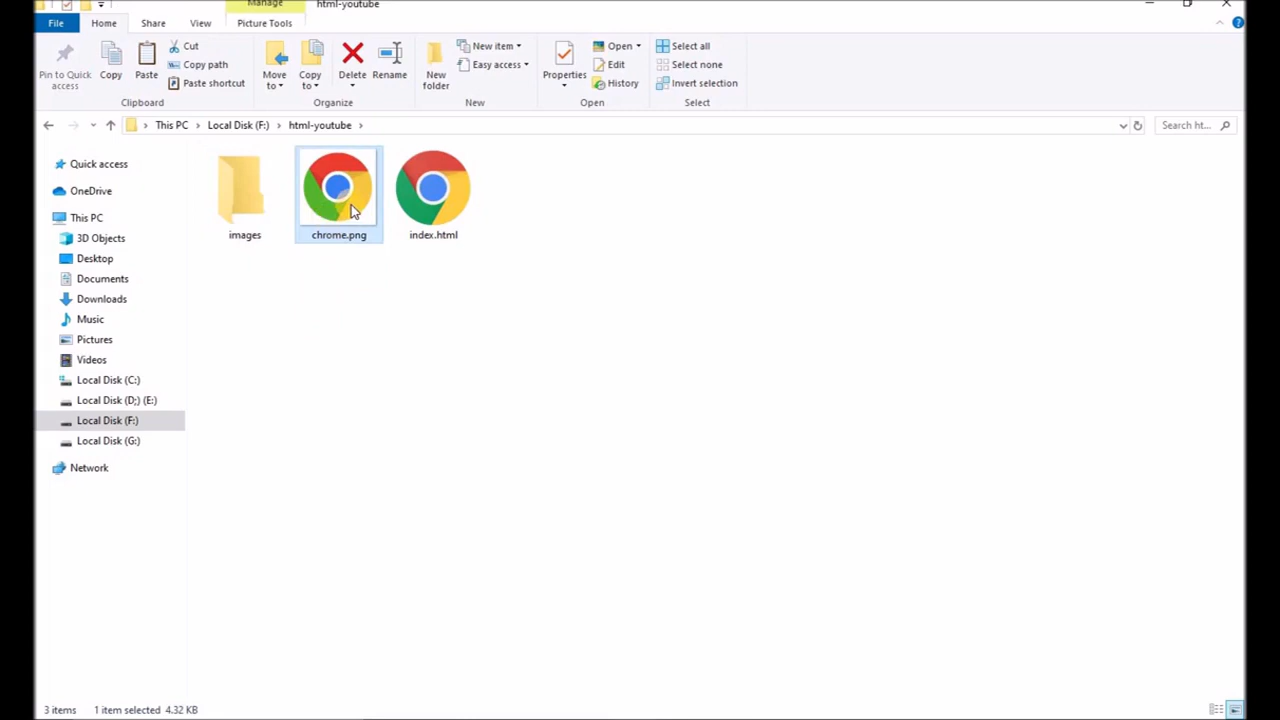 Manage
html-youtube
File
Home
Share
View
Picture Tools
Pin to Quick
access
Copy
Paste
Cut
Copy path
Paste shortcut
Clipboard
Move
to
Copy
to
Delete
Rename
Organize
New
folder
New item
Easy access
New
Properties
Open
Edit
History
Open
Select all
Select none
Invert selection
Select
This PC
Local Disk (F:)
html-youtube
Search ht...
Quick access
OneDrive
This PC
3D Objects
Desktop
Documents
Downloads
Music
Pictures
Videos
Local Disk (C:)
Local Disk (D;) (E:)
Local Disk (F:)
Local Disk (G:)
Network
images
chrome.png
index.html
3 items
1 item selected 4.32 KB